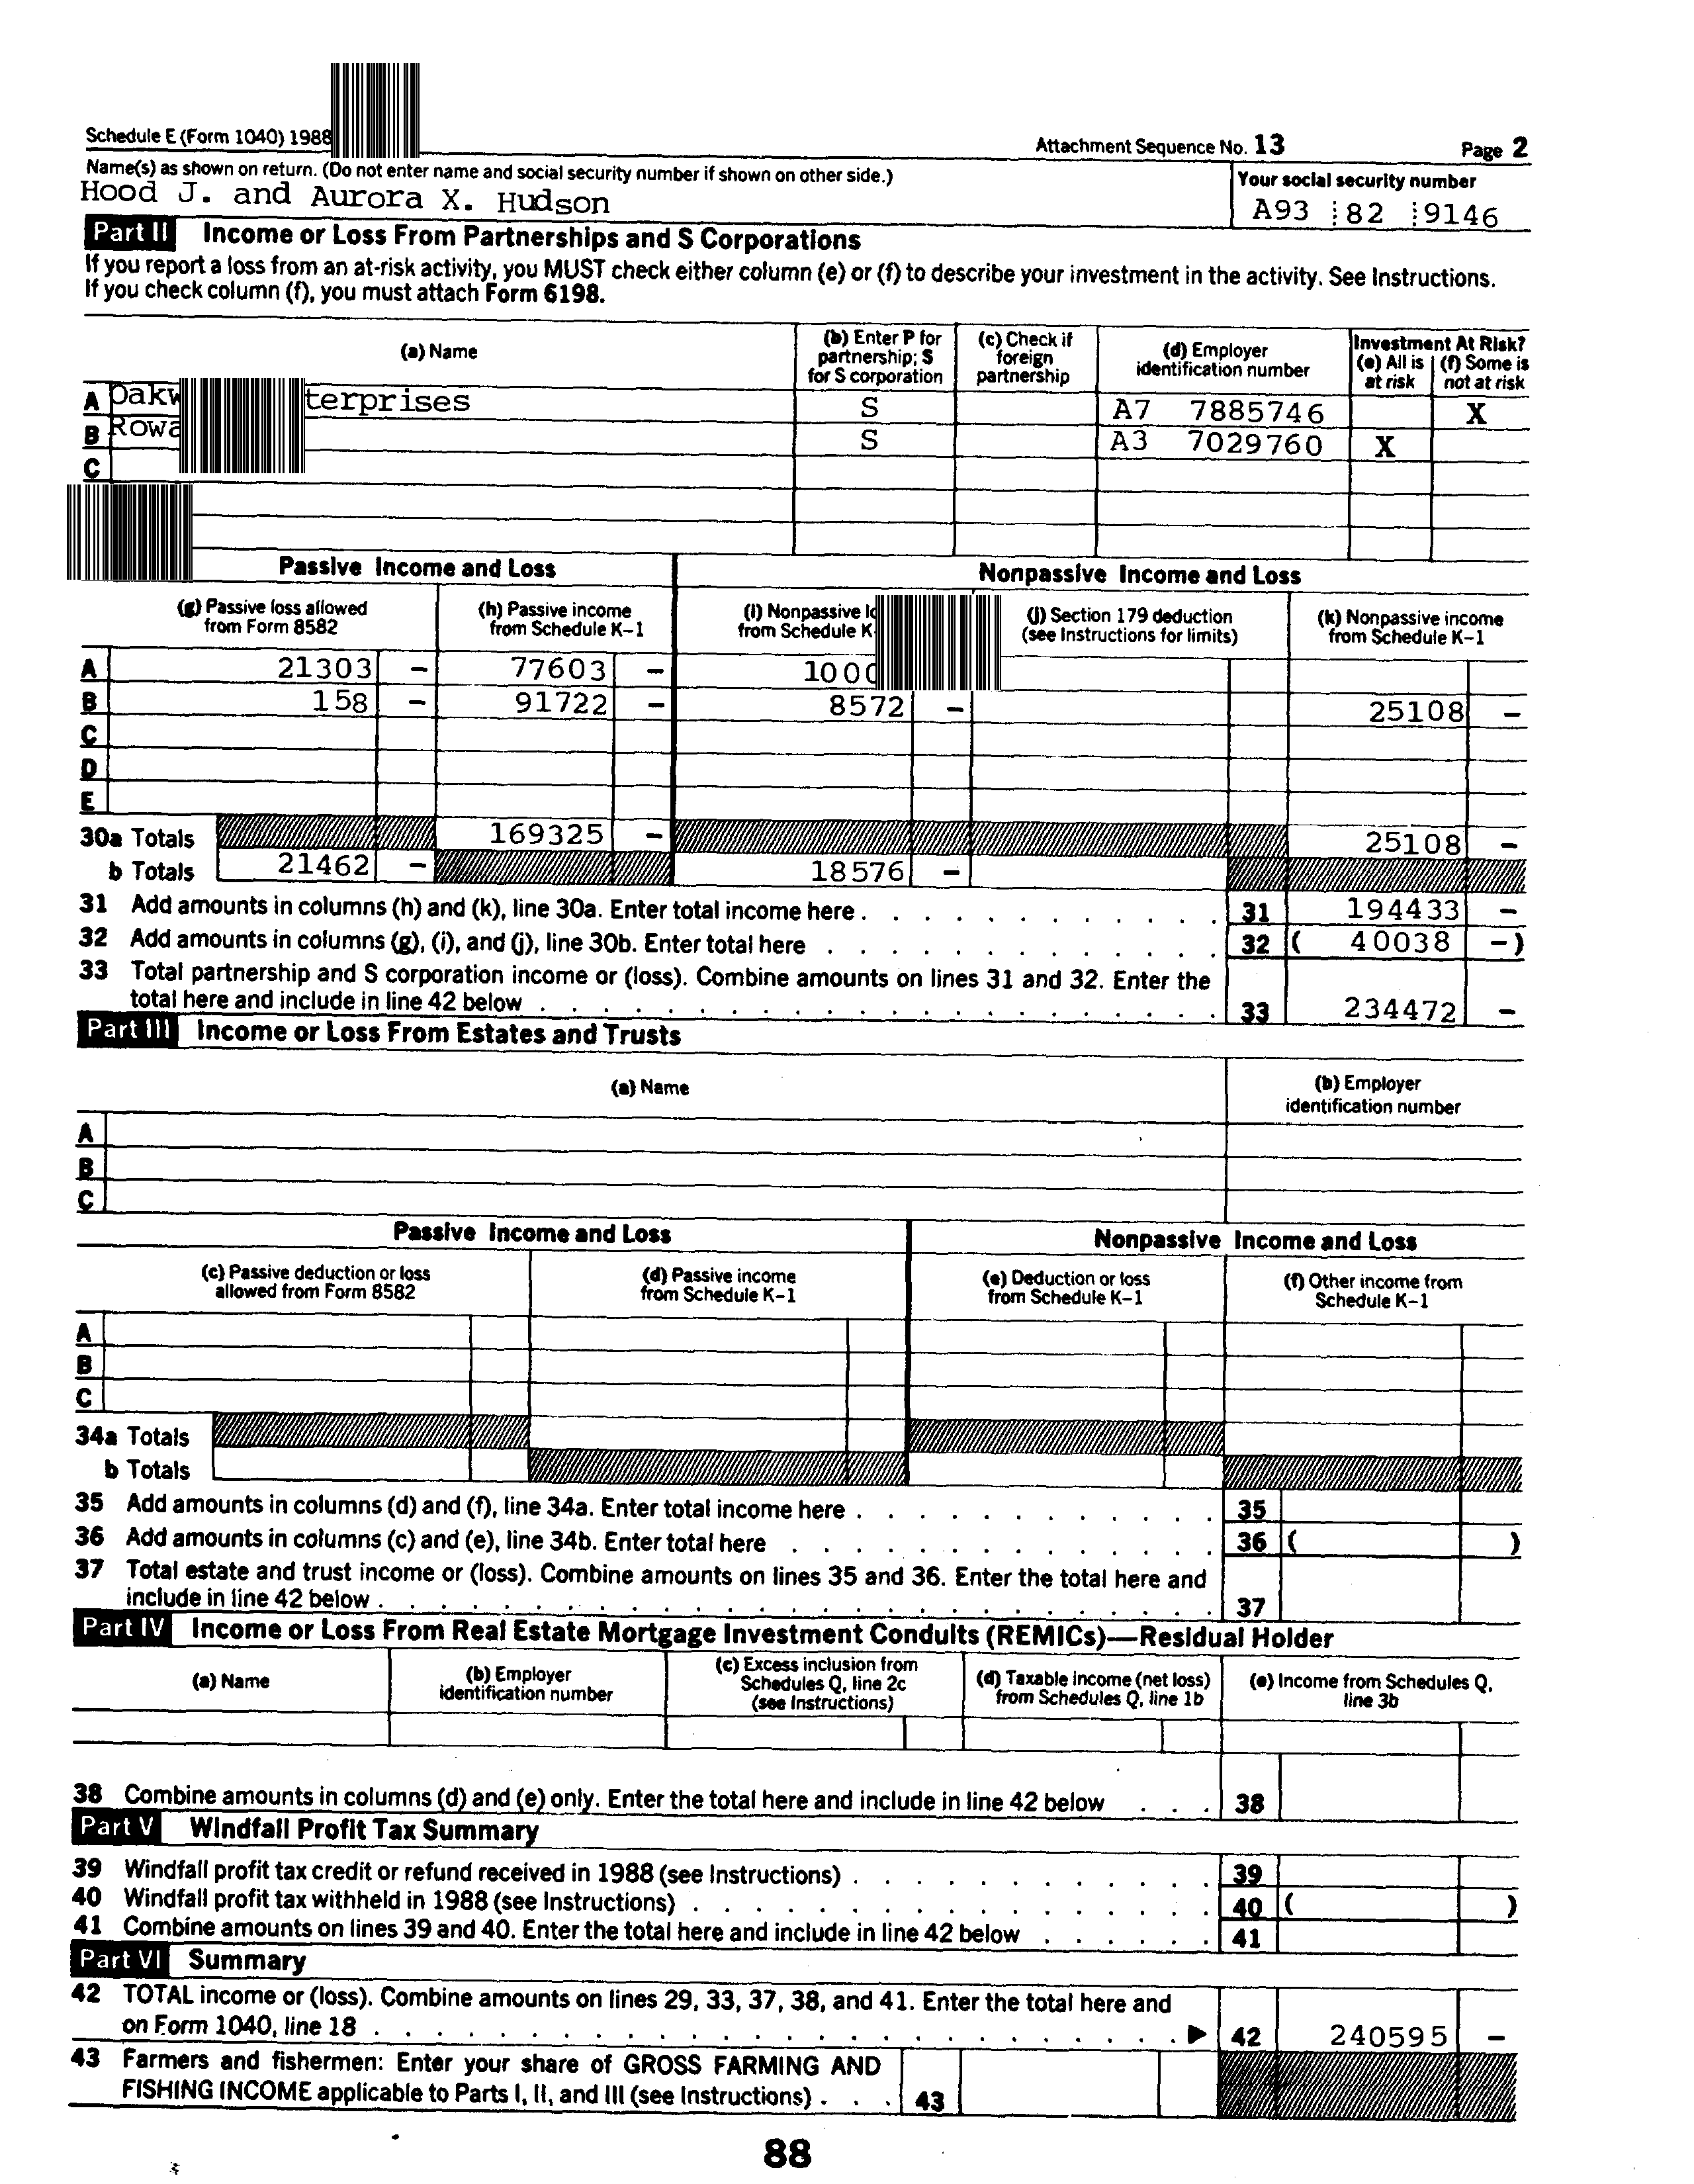 Schedule E (Form 1040) 1988 Attachment Sequence No. 13 Page 2
Name(s) as shown on return. (Do not enter name and social security number if shown on other side.) Your social security number
Hood J. and Aurora X. Hudson A93 82 9146
Part II Income or Loss From Partnerships and S Corporations
If you report a loss from an at-risk activity, you MUST check either column (e) or (f) to describe your investment in the activity. See Instructions.
If you check column (f), you must attach Form 6198.
(a) Name (b) Enter P for partnership; S for S corporation (c) Check if foreign partnership (d) Employer identification number Investment At Risk? (e) All is at risk (f) Some is not at risk
A terprises S A7 7885746 X
B S A3 7029760 X
C
Passive Income and Loss Nonpassive Income and Loss
(g) Passive loss allowed from Form 8582 (h) Passive income from Schedule K-1 (i) Nonpassive from Schedule (j) Section 179 deduction (see Instructions for limits) (k) Nonpassive income from Schedule K-1
A 21303 - 77603 -
B 158 - 91722 - 8572 - 25108 -
C
D
E
30a Totals 169325 - 25108 -
b Totals 21462 - 18576 -
31 Add amounts in columns (h) and (k), line 30a. Enter total income here 31 194433 -
32 Add amounts in columns (g), (i), and (j), line 30b. Enter total here 32 ( 40038 - )
33 Total partnership and S corporation income or (loss). Combine amounts on lines 31 and 32. Enter the
total here and include in line 42 below 33 234472 -
Part III Income or Loss From Estates and Trusts
(a) Name (b) Employer identification number
A
B
C
Passive Income and Loss Nonpassive Income and Loss
(c) Passive deduction or loss allowed from Form 8582 (d) Passive income from Schedule K-1 (e) Deduction or loss from Schedule K-1 (f) Other income from Schedule K-1
A
B
C
34a Totals
b Totals
35 Add amounts in columns (d) and (f), line 34a. Enter total income here 35
36 Add amounts in columns (c) and (e), line 34b. Enter total here 36 ( )
37 Total estate and trust income or (loss). Combine amounts on lines 35 and 36. Enter the total here and
include in line 42 below 37
Part IV Income or Loss From Real Estate Mortgage Investment Conduits (REMICs)—Residual Holder
(a) Name (b) Employer identification number (c) Excess inclusion from Schedules Q, line 2c (see Instructions) (d) Taxable income (net loss) from Schedules Q, line 1b (e) Income from Schedules Q, line 3b
38 Combine amounts in columns (d) and (e) only. Enter the total here and include in line 42 below 38
Part V Windfall Profit Tax Summary
39 Windfall profit tax credit or refund received in 1988 (see Instructions) 39
40 Windfall profit tax withheld in 1988 (see Instructions) 40 ( )
41 Combine amounts on lines 39 and 40. Enter the total here and include in line 42 below 41
Part VI Summary
42 TOTAL income or (loss). Combine amounts on lines 29, 33, 37, 38, and 41. Enter the total here and
on Form 1040, line 18 ▶ 42 240595 -
43 Farmers and fishermen: Enter your share of GROSS FARMING AND
FISHING INCOME applicable to Parts I, II, and III (see Instructions) 43
88